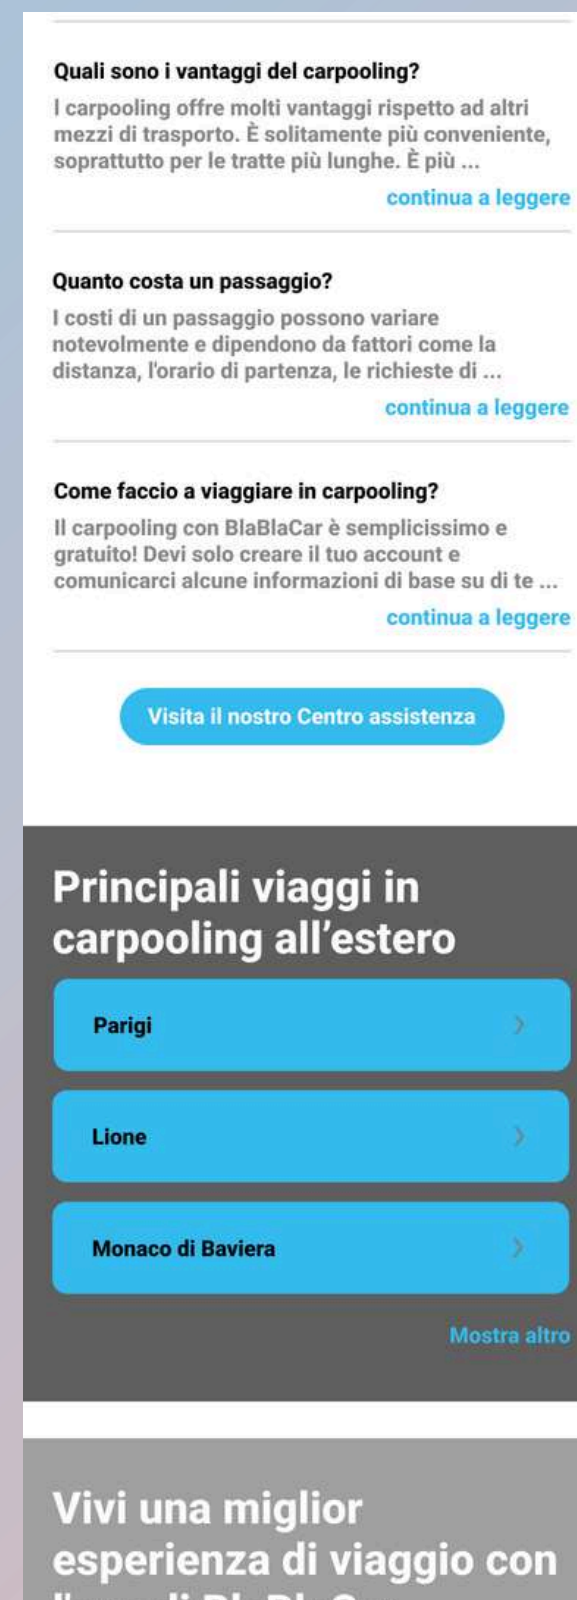 Quali sono i vantaggi del carpooling?
I carpooling offre molti vantaggi rispetto ad altri
mezzi di trasporto. È solitamente più conveniente,
soprattutto per le tratte più lunghe. È più ...
continua a leggere
Quanto costa un passaggio?
I costi di un passaggio possono variare
notevolmente e dipendono da fattori come la
distanza, l'orario di partenza, le richieste di ...
continua a leggere
Come faccio a viaggiare in carpooling?
Il carpooling con BlaBlaCar è semplicissimo e
gratuito! Devi solo creare il tuo account e
comunicarci alcune informazioni di base su di te ...
continua a leggere
Visita il nostro Centro assistenza
Principali viaggi in
carpooling all’estero
Parigi
Lione
Monaco di Baviera
Mostra altro
Vivi una miglior
esperienza di viaggio con